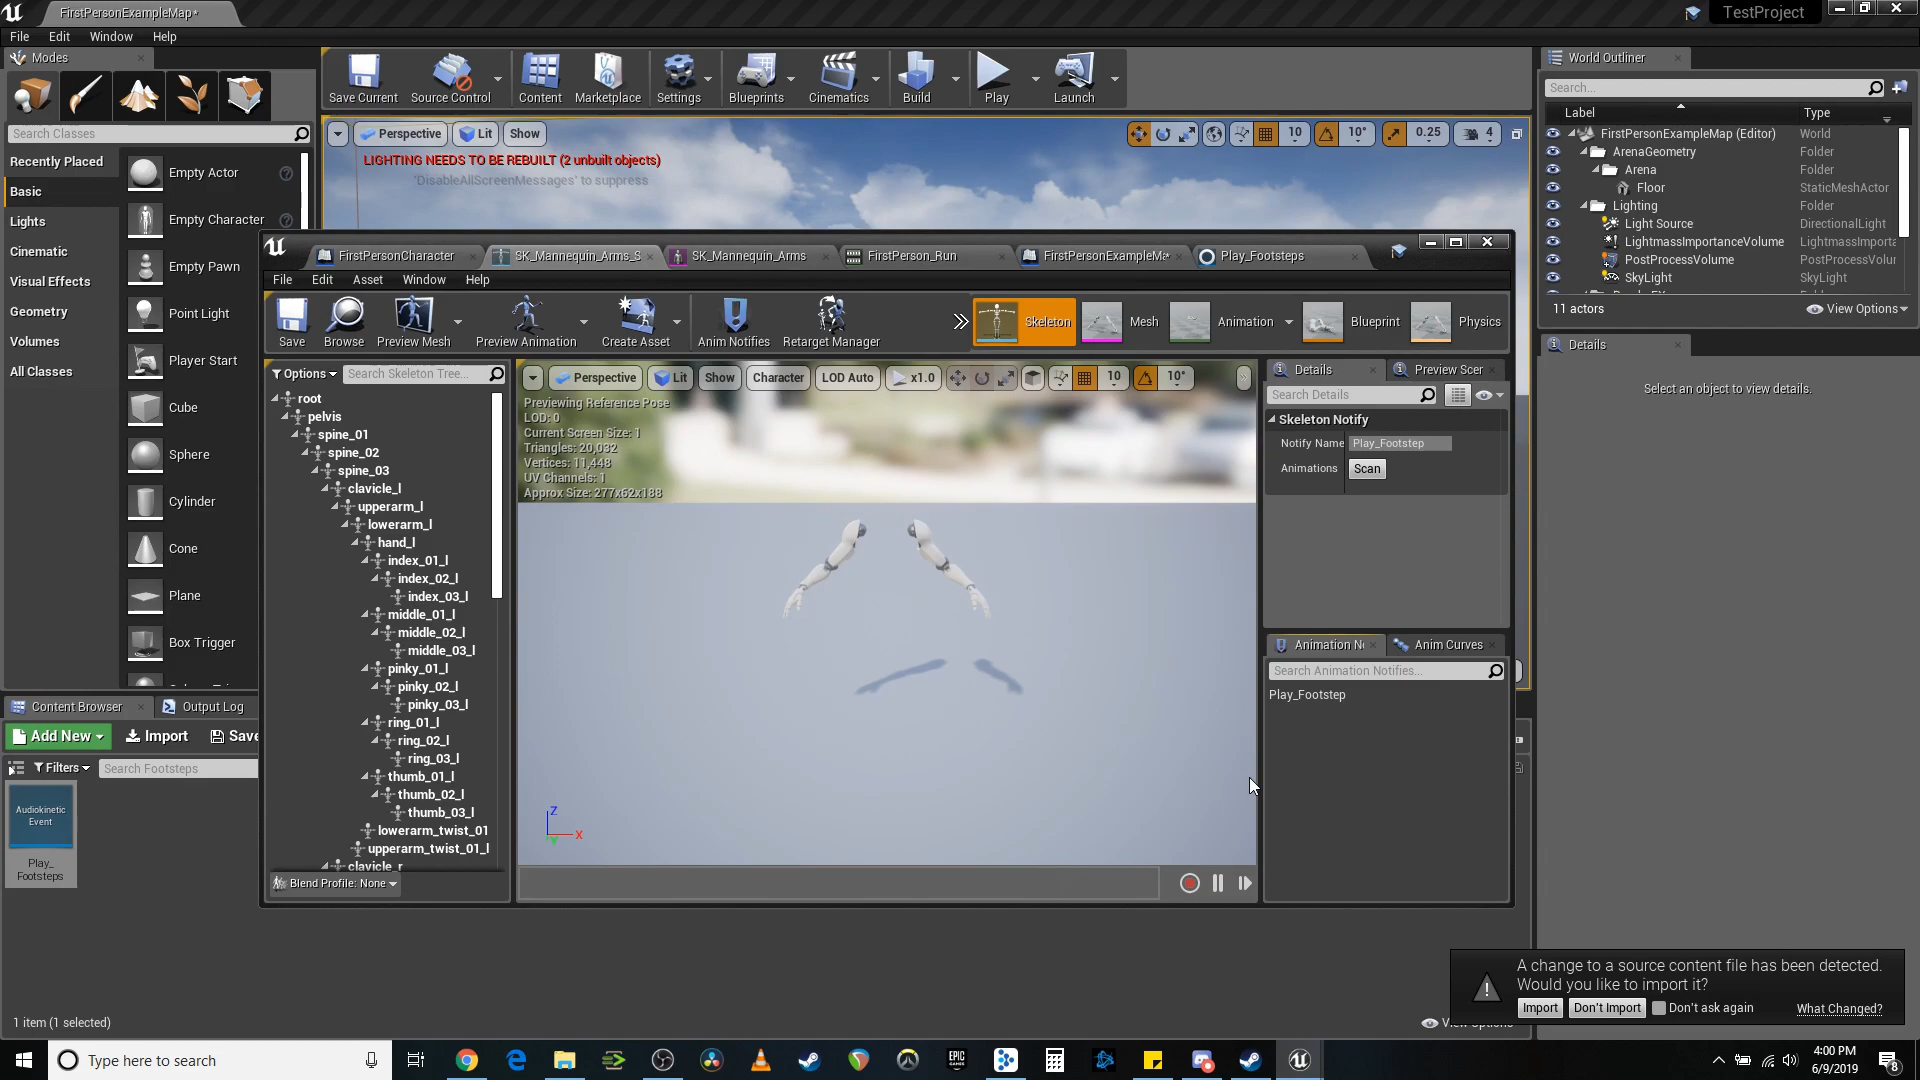 FirstPersonExampleMap*
TestProject
File Edit Window Help
Modes
Save Current
Source Control
Content
Marketplace
Settings
Blueprints
Cinematics
Build
Play
Launch
World Outliner
Search...
Label
Type
Search Classes
Perspective
Lit
Show
10
10°
0.25
4
LIGHTING NEEDS TO BE REBUILT (2 unbuilt objects)
'DisableAllScreenMessages' to suppress
Recently Placed
Basic
Lights
Cinematic
Visual Effects
Geometry
Volumes
All Classes
Empty Actor
Empty Character
Empty Pawn
Point Light
Player Start
Cube
Sphere
Cylinder
Cone
Plane
Box Trigger
FirstPersonExampleMap (Editor) World
ArenaGeometry Folder
Arena Folder
Floor StaticMeshActor
Lighting Folder
Light Source DirectionalLight
LightmassImportanceVolume LightmassImporta
PostProcessVolume PostProcessVolur
SkyLight SkyLight
11 actors
View Options
Details
Select an object to view details.
FirstPersonCharacter
SK_Mannequin_Arms_S
SK_Mannequin_Arms
FirstPerson_Run
FirstPersonExampleMa*
Play_Footsteps
File Edit Asset Window Help
Save
Browse
Preview Mesh
Preview Animation
Create Asset
Anim Notifies
Retarget Manager
Skeleton
Mesh
Animation
Blueprint
Physics
Options
Search Skeleton Tree...
root
pelvis
spine_01
spine_02
spine_03
clavicle_l
upperarm_l
lowerarm_l
hand_l
index_01_l
index_02_l
index_03_l
middle_01_l
middle_02_l
middle_03_l
pinky_01_l
pinky_02_l
pinky_03_l
ring_01_l
ring_02_l
ring_03_l
thumb_01_l
thumb_02_l
thumb_03_l
lowerarm_twist_01
upperarm_twist_01_l
clavicle_r
Blend Profile: None
Perspective
Lit
Show
Character
LOD Auto
x1.0
10
10°
Previewing Reference Pose
LOD: 0
Current Screen Size: 1
Triangles: 20,032
Vertices: 11,448
UV Channels: 1
Approx Size: 277x62x188
Z
X
Y
Details
Preview Scer
Search Details
Skeleton Notify
Notify Name Play_Footstep
Animations Scan
Animation No
Anim Curves
Search Animation Notifies...
Play_Footstep
Content Browser
Output Log
Add New
Import
Save
Filters
Search Footsteps
Audiokinetic
Event
Play_
Footsteps
1 item (1 selected)
View Options
A change to a source content file has been detected.
Would you like to import it?
Import
Don't Import
Don't ask again
What Changed?
Type here to search
EPIC
GAMES
4:00 PM
6/9/2019
8